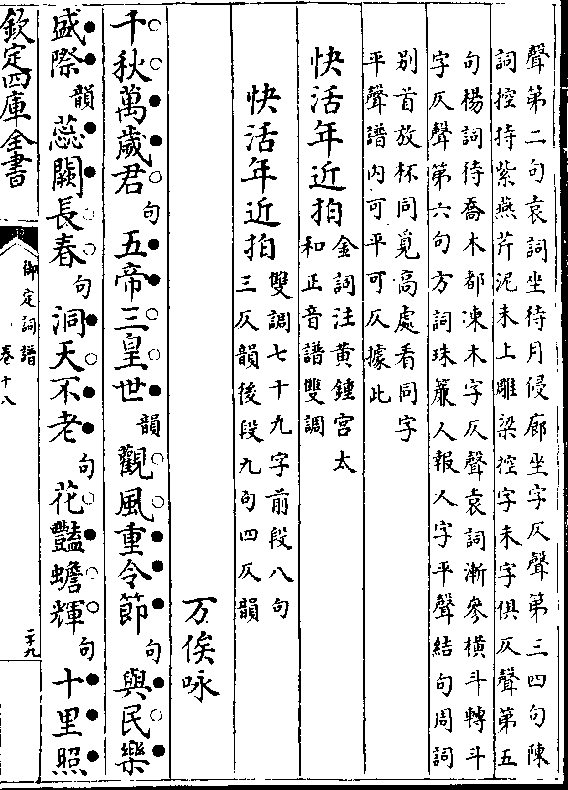 聲第二句袁詞坐待月侵廊坐字仄聲第三四句陳
詞控持紫燕芹泥未上雕梁控字未字俱仄聲第五
句楊詞待喬木都凍木字仄聲袁詞漸參橫斗轉斗
字仄聲第六句方詞珠簾人報人字平聲結句周詞
別首放杯同覓高處看同字
平聲譜內可平可仄據此
快活年近拍
金詞注黃鍾宮太
和正音譜雙調
快活年近拍
雙調七十九字前段八句
三仄韻後段九句四仄韻
万俟咏
千秋萬歲君句五帝三皇世韻觀風重令節句與民樂
盛際韻蕊闕長春句洞天不老句花豔蟾輝句十里照
欽定四庫全書
御定詞譜
卷十八
二十九